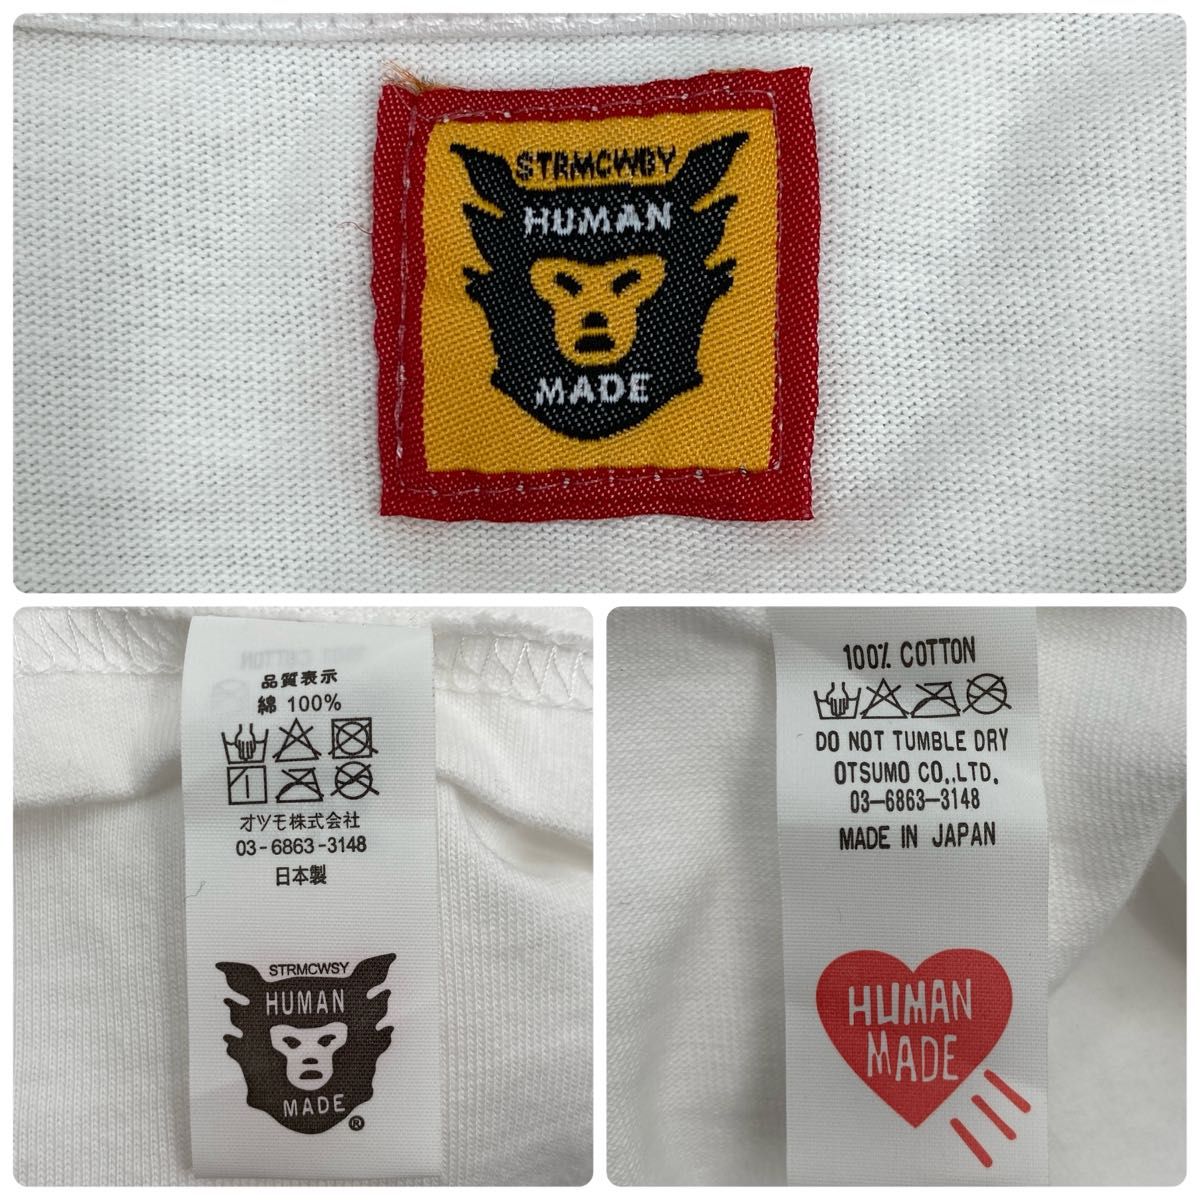 STRMCWBY
HUMAN
MADE
品質表示
綿 100%
オツモ株式会社
03-6863-3148
日本製
STRMCWSY
HUMAN
MADE
®
100% COTTON
DO NOT TUMBLE DRY
OTSUMO CO.,LTD.
03-6863-3148
MADE IN JAPAN
HUMAN
MADE